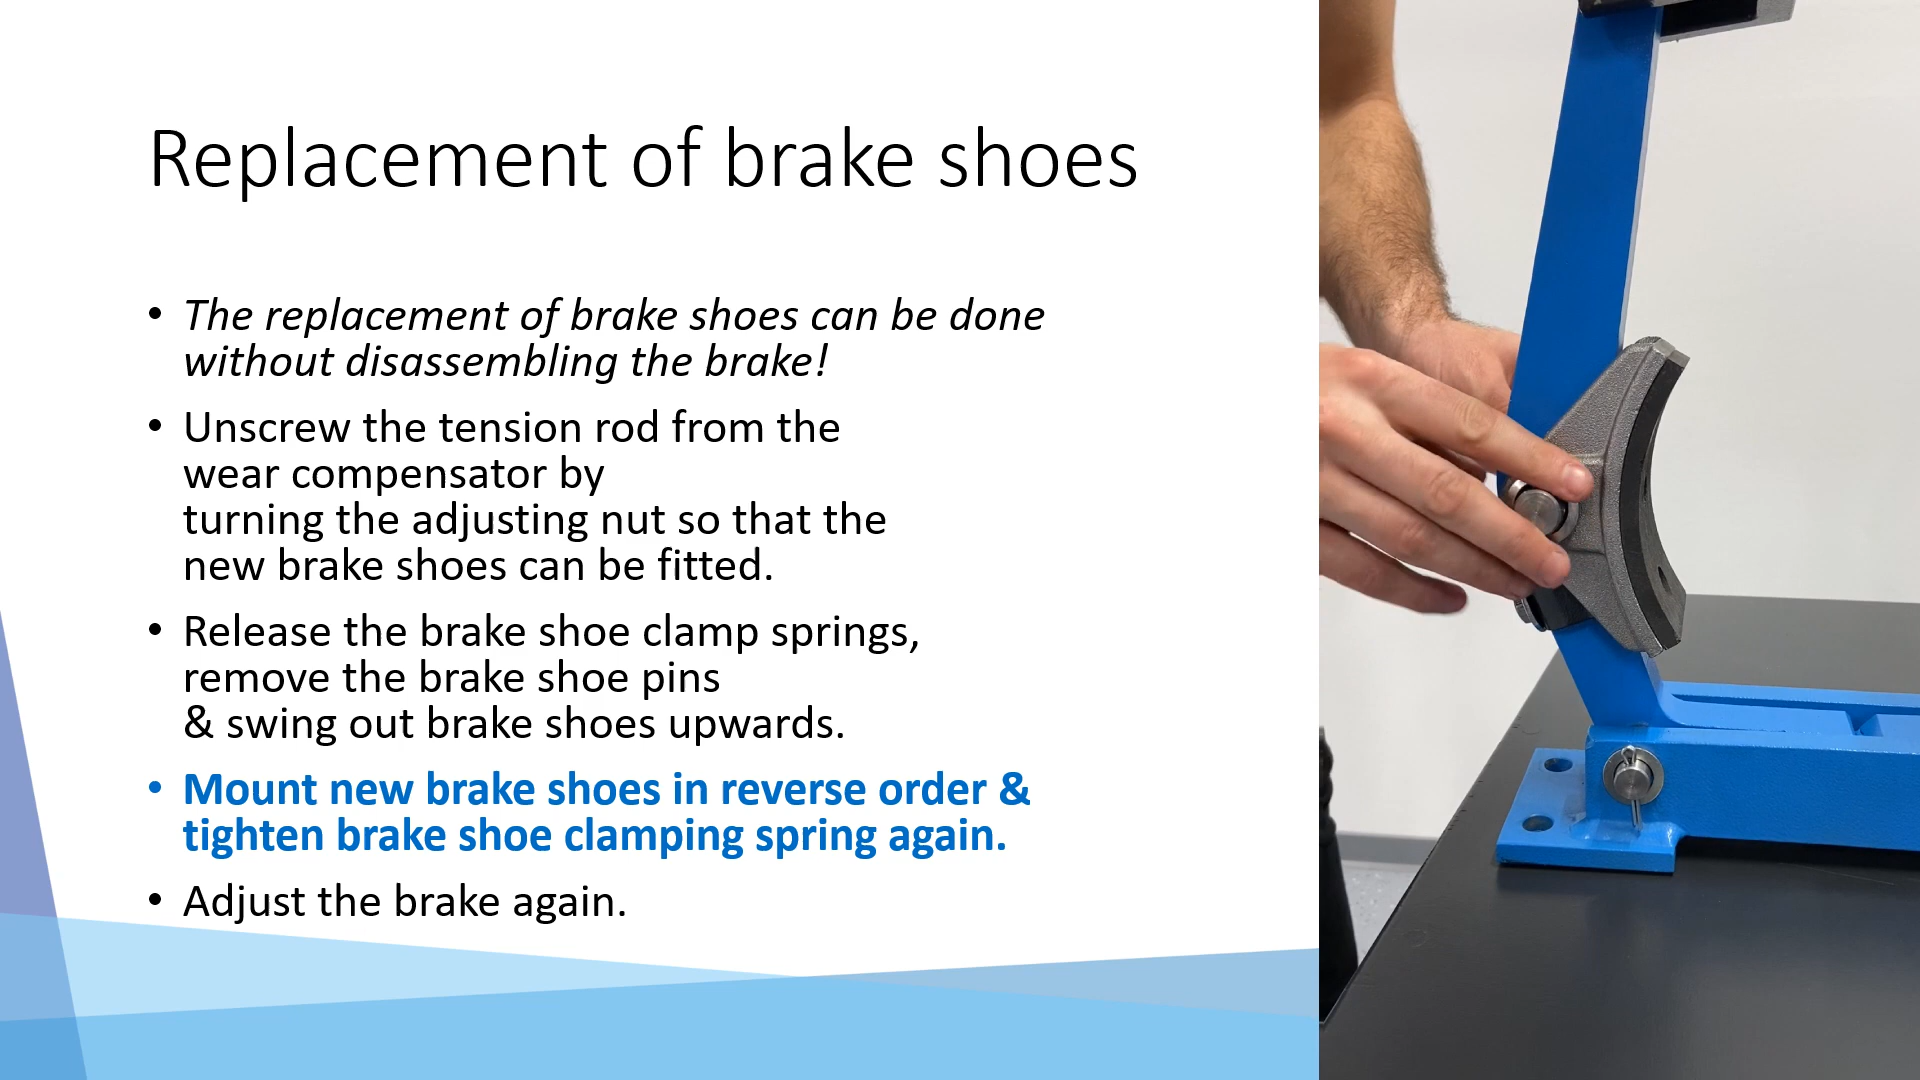 Replacement of brake shoes
• The replacement of brake shoes can be done
without disassembling the brake!
• Unscrew the tension rod from the
wear compensator by
turning the adjusting nut so that the
new brake shoes can be fitted.
• Release the brake shoe clamp springs,
remove the brake shoe pins
& swing out brake shoes upwards.
• Mount new brake shoes in reverse order &
tighten brake shoe clamping spring again.
• Adjust the brake again.